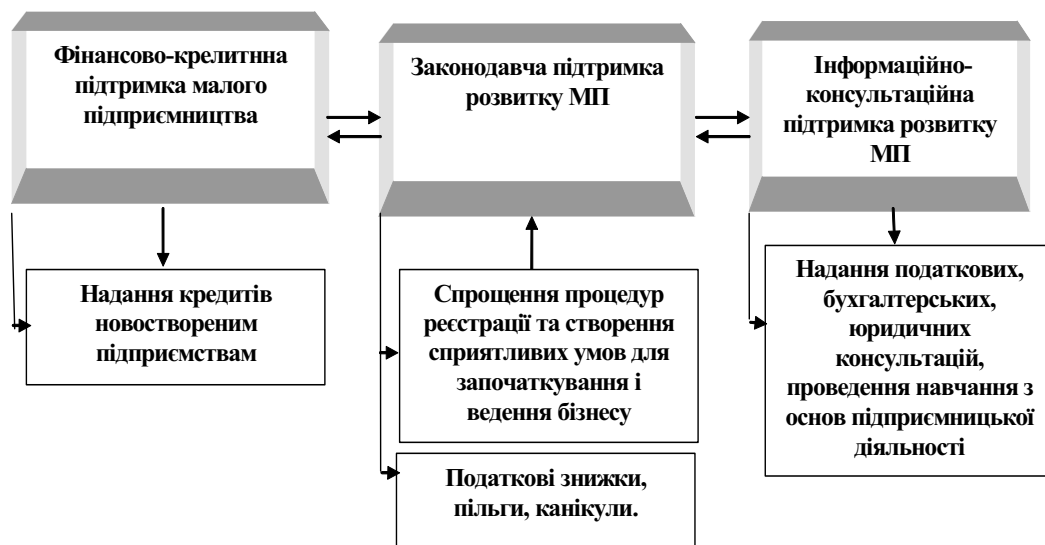 Фінансово-крелитнна
підтримка малого
підприємництва
Законодавча підтримка
розвитку МП
Інформаційно-
консультаційна
підтримка розвитку
МП
Надання кредитів
новоствореним
підприємствам
Спрощення процедур
реєстрації та створення
сприятливих умов для
започаткування і
ведення бізнесу
Податкові знижки,
пільги, канікули.
Надання податкових,
бухгалтерських,
юридичних
консультацій,
проведення навчання з
основ підприємницької
діяльності